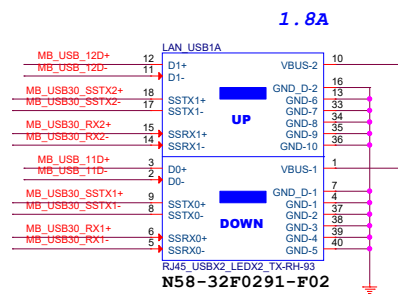 1.8A
LAN_USB1A
MB_USB_12D+ 12 D1+ VBUS-2 10
MB_USB_12D- 11 D1-
GND_D-2 16
MB_USB30_SSTX2+ 18 SSTX1+ GND-6 13
MB_USB30_SSTX2- 17 SSTX1- GND-7 33
UP GND-8 34
MB_USB30_RX2+ 15 SSRX1+ GND-9 35
MB_USB30_RX2- 14 SSRX1- GND-10 36
MB_USB_11D+ 3 D0+ VBUS-1 1
MB_USB_11D- 2 D0-
GND_D-1 7
MB_USB30_SSTX1+ 9 SSTX0+ GND-1 4
MB_USB30_SSTX1- 8 SSTX0- GND-2 37
DOWN GND-3 38
MB_USB30_RX1+ 6 SSRX0+ GND-4 39
MB_USB30_RX1- 5 SSRX0- GND-5 40
RJ45_USBX2_LEDX2_TX-RH-93
N58-32F0291-F02